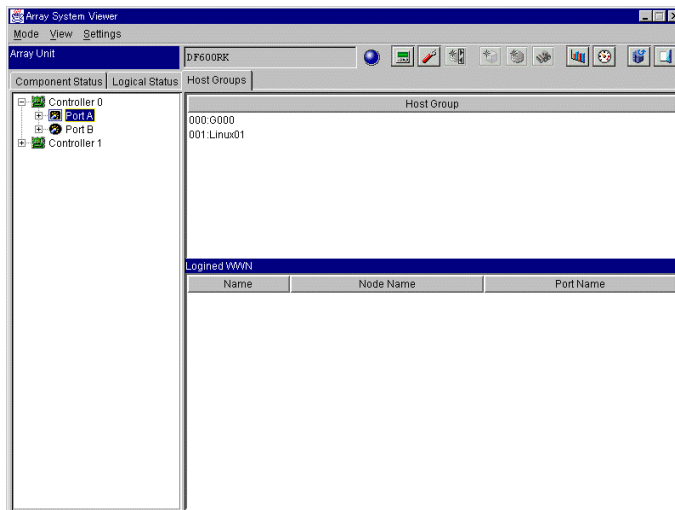 Array System Viewer
Mode View Settings
Array Unit
DF600RK
Component Status Logical Status Host Groups
Controller 0
Port A
Port B
Controller 1
Host Group
000:G000
001:Linux01
Logined WWN
Name Node Name Port Name